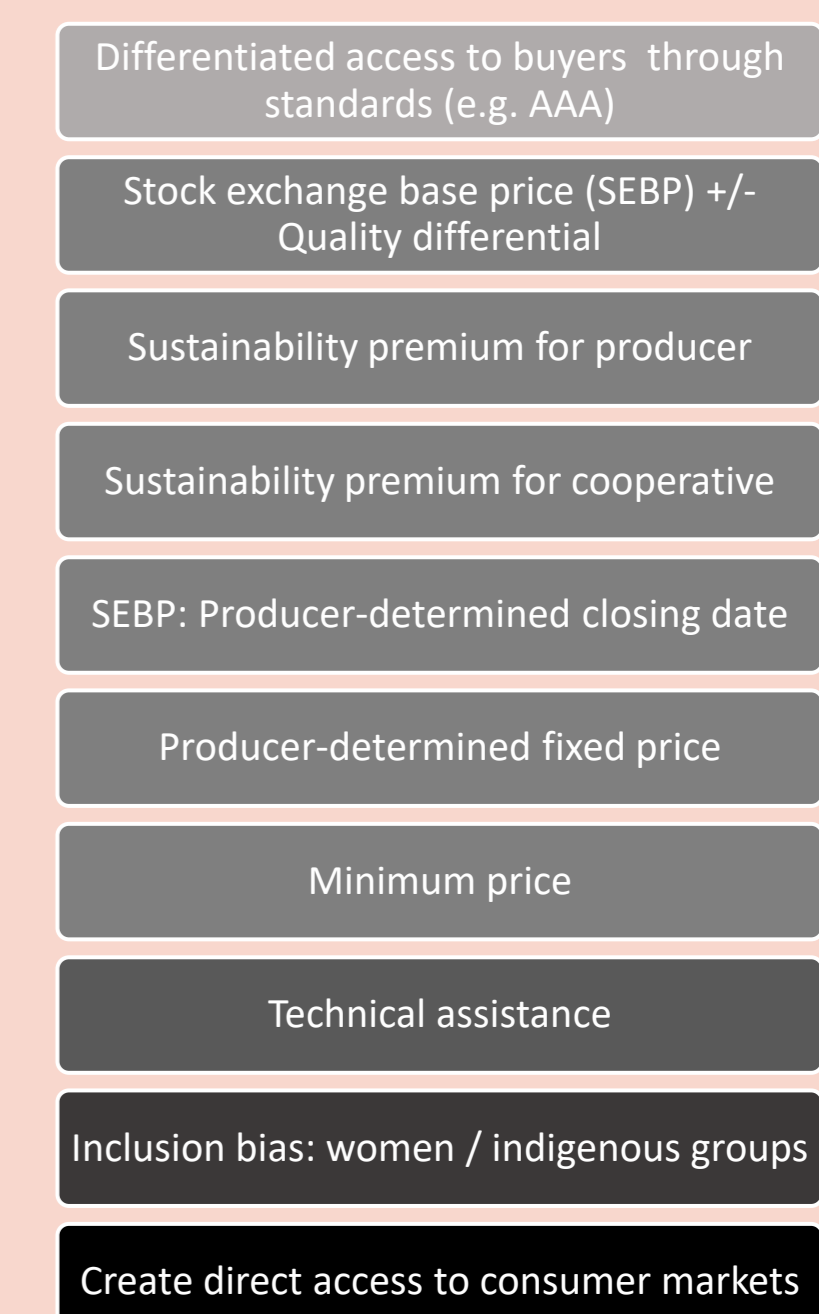 Differentiated access to buyers  through
standards (e.g. AAA)
Stock exchange base price (SEBP) +/-
Quality differential
Sustainability premium for producer
Sustainability premium for cooperative
SEBP: Producer-determined closing date
Producer-determined fixed price
Minimum price
Technical assistance
Inclusion bias: women / indigenous groups
Create direct access to consumer markets